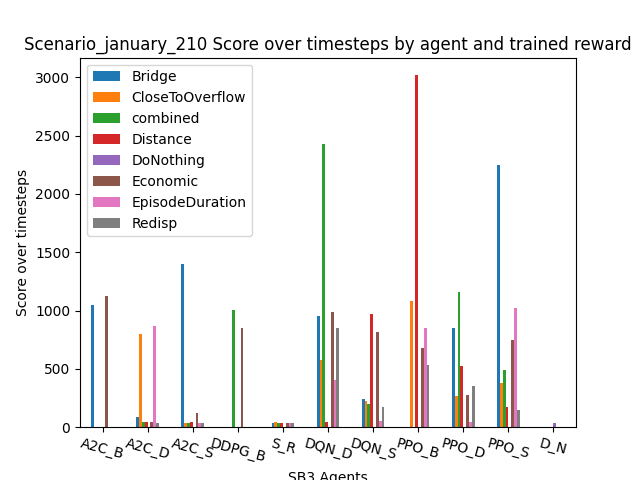 Scenario_january_210 Score over timesteps by agent and trained reward
Score over timesteps
3000
2500
2000
1500
1000
500
0
Bridge
CloseToOverflow
combined
Distance
DoNothing
Economic
EpisodeDuration
Redisp
A2C_B
A2C_D
A2C_S
DDPG_B
S_R
DQN_D
DQN_S
PPO_B
PPO_D
PPO_S
D_N
SB3 Agents